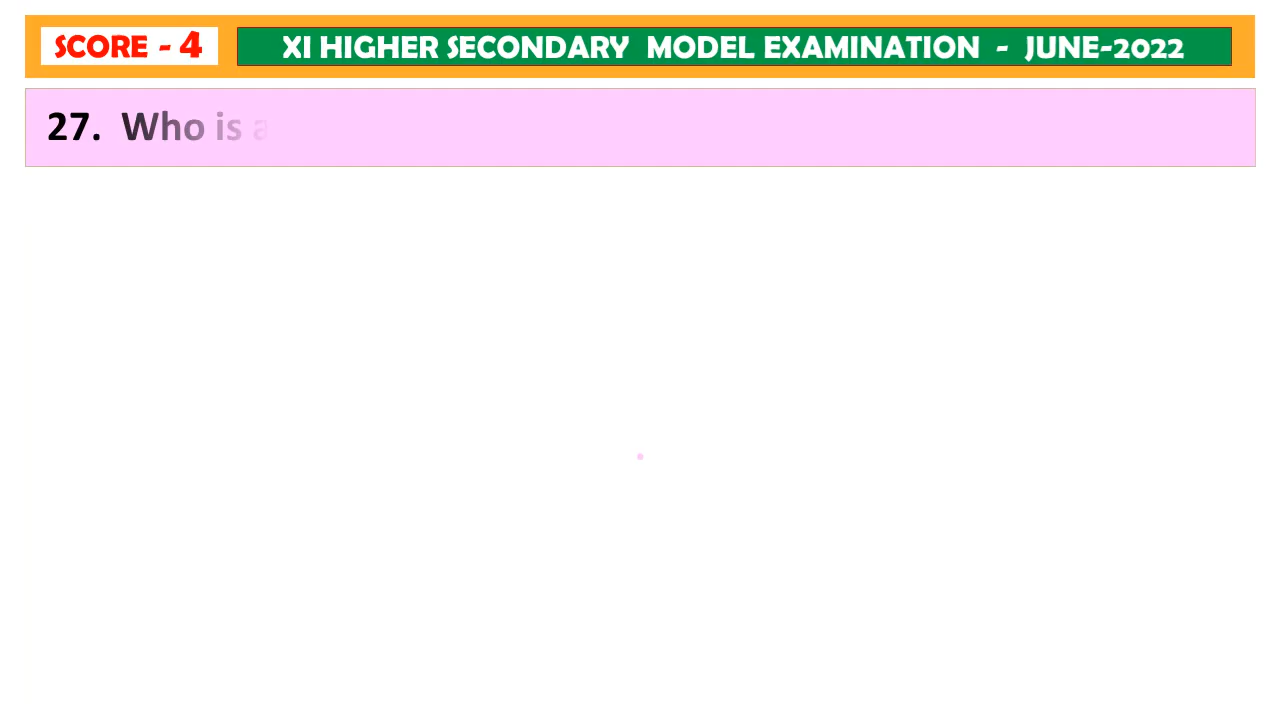 SCORE - 4
XI HIGHER SECONDARY MODEL EXAMINATION - JUNE-2022
27. Who is a